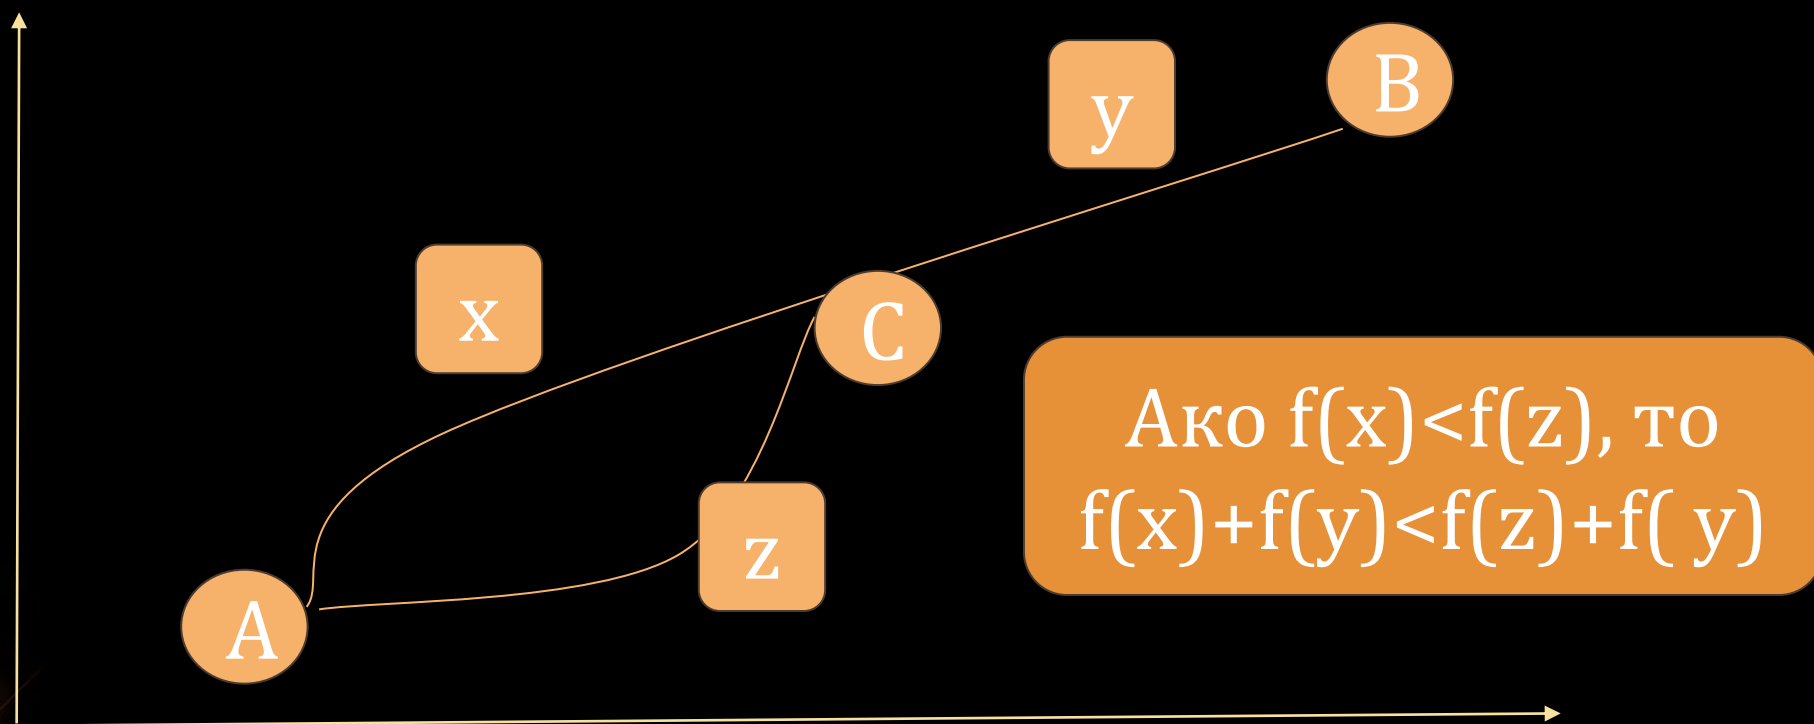 y
B
x
C
Ако f(x)<f(z), то
f(x)+f(y)<f(z)+f( y)
z
A